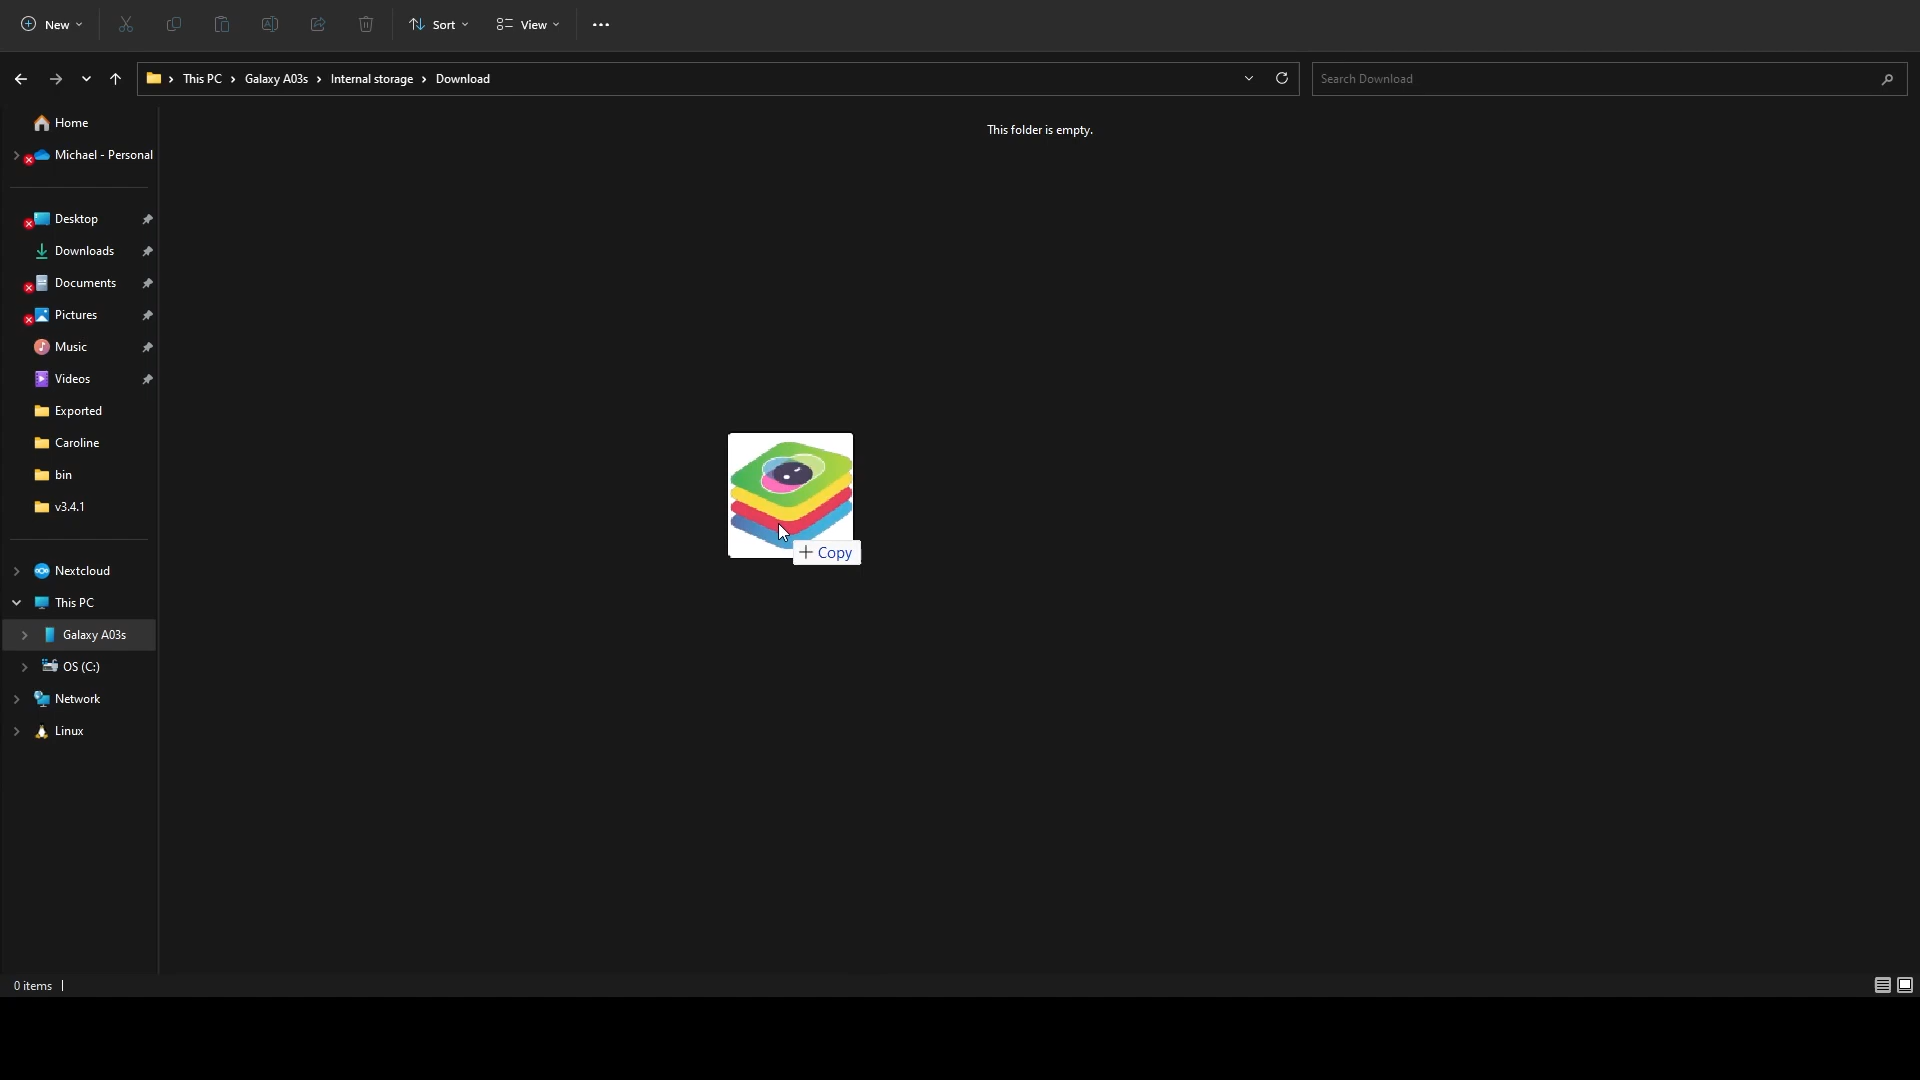 New
Sort
View
This PC
Galaxy A03s
Internal storage
Download
Search Download
Home
This folder is empty.
Michael - Personal
Desktop
Downloads
Documents
Pictures
Music
Videos
Exported
Caroline
bin
v3.4.1
Copy
Nextcloud
This PC
Galaxy A03s
OS (C:)
Network
Linux
0 items